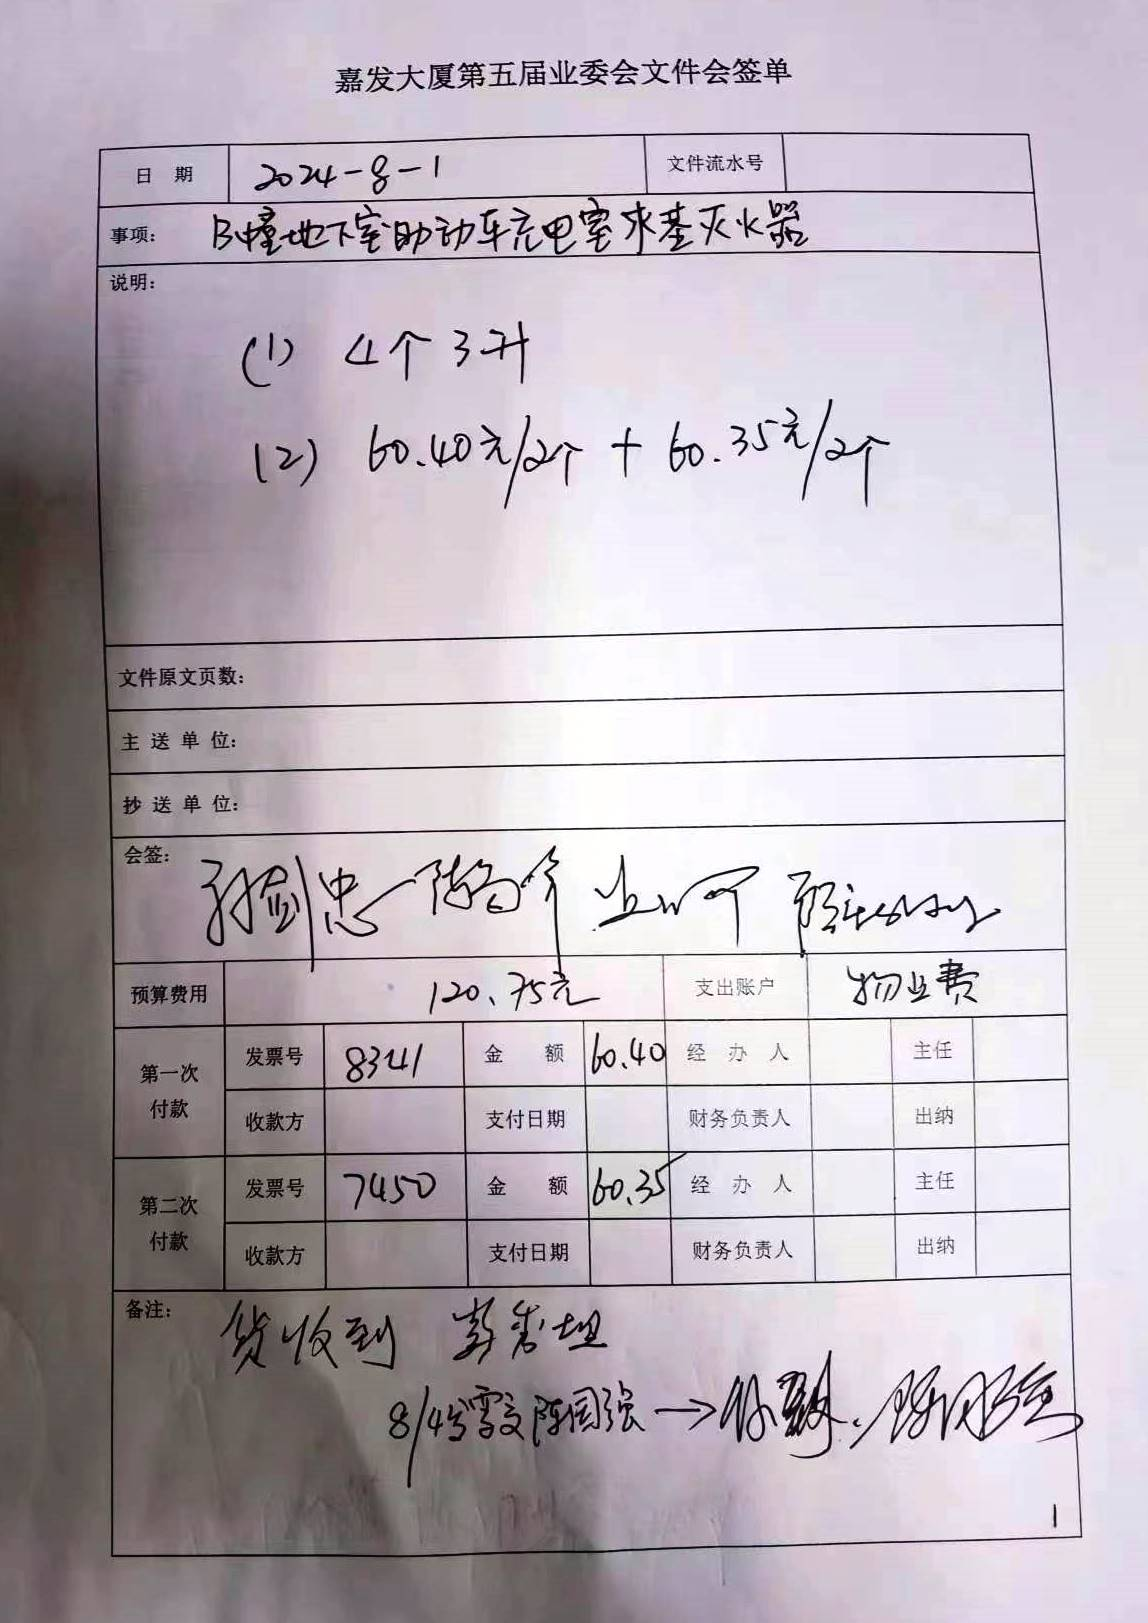 嘉发大厦第五届业委会文件会签单
日 期 2024-8-1 文件流水号
事项: B幢地下室助动车充电室水基灭火器
说明:
(1) 4个3升
(2) 60.40元/2个 + 60.35元/2个
文件原文页数:
主 送 单 位:
抄 送 单 位:
会签:
预算费用 120.75元 支出账户 物业费
第一次付款 发票号 8341 金 额 60.40 经 办 人 主任
收款方 支付日期 财务负责人 出纳
第二次付款 发票号 7450 金 额 60.35 经 办 人 主任
收款方 支付日期 财务负责人 出纳
备注: 货收到
8/4 陈国强 →
1